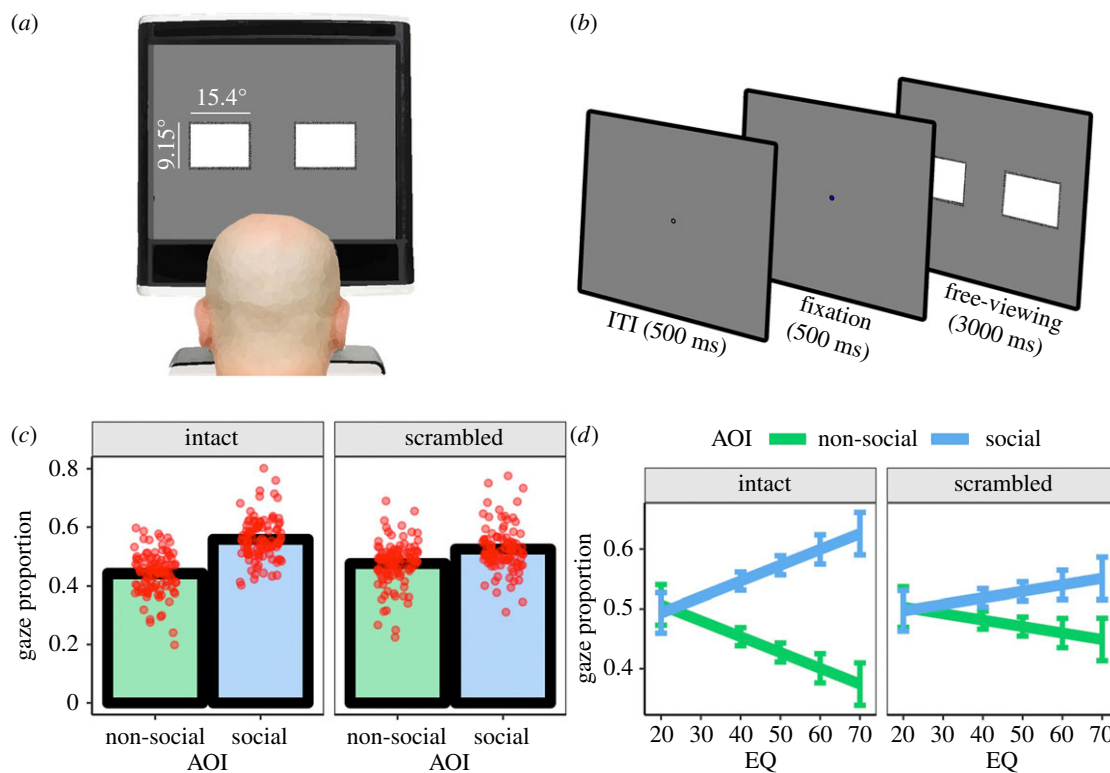 (a)
15.4°
9.15°
(b)
ITI (500 ms)
fixation
(500 ms)
free-viewing
(3000 ms)
(c)
intact
scrambled
gaze proportion
0.8
0.6
0.4
0.2
0
non-social social
non-social social
AOI
AOI
(d)
AOI non-social social
intact
scrambled
gaze proportion
0.6
0.5
0.4
20 30 40 50 60 70
20 30 40 50 60 70
EQ
EQ